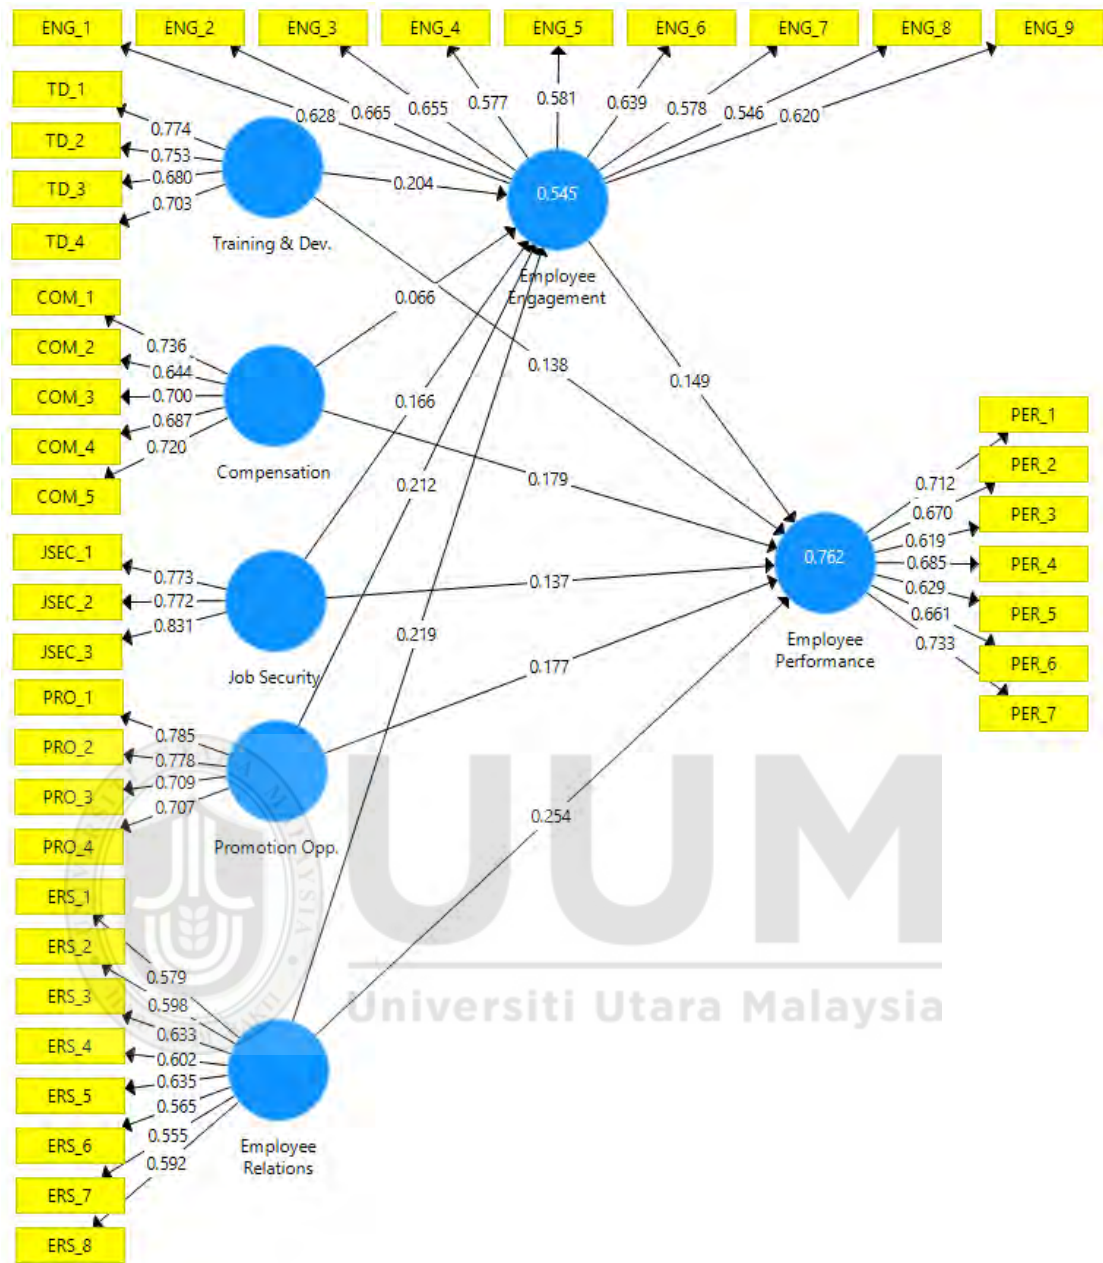 ENG_1 ENG_2 ENG_3 ENG_4 ENG_5 ENG_6 ENG_7 ENG_8 ENG_9
0.628 0.665 0.655 0.577 0.581 0.639 0.578 0.546 0.620
TD_1
TD_2
TD_3
TD_4
0.774
0.753
0.680
0.703
Training & Dev.
0.204
0.545
Employee
Engagement
COM_1
COM_2
COM_3
COM_4
COM_5
0.736
0.644
0.700
0.687
0.720
Compensation
0.066
0.138
0.149
0.166
0.179
0.212
JSEC_1
JSEC_2
JSEC_3
0.773
0.772
0.831
Job Security
0.137
0.219
0.177
0.762
Employee
Performance
PER_1
PER_2
PER_3
PER_4
PER_5
PER_6
PER_7
0.712
0.670
0.619
0.685
0.629
0.661
0.733
PRO_1
PRO_2
PRO_3
PRO_4
0.785
0.778
0.709
0.707
Promotion Opp.
0.254
ERS_1
ERS_2
ERS_3
ERS_4
ERS_5
ERS_6
ERS_7
ERS_8
0.579
0.598
0.633
0.602
0.635
0.565
0.555
0.592
Employee
Relations
UUM
Universiti Utara Malaysia